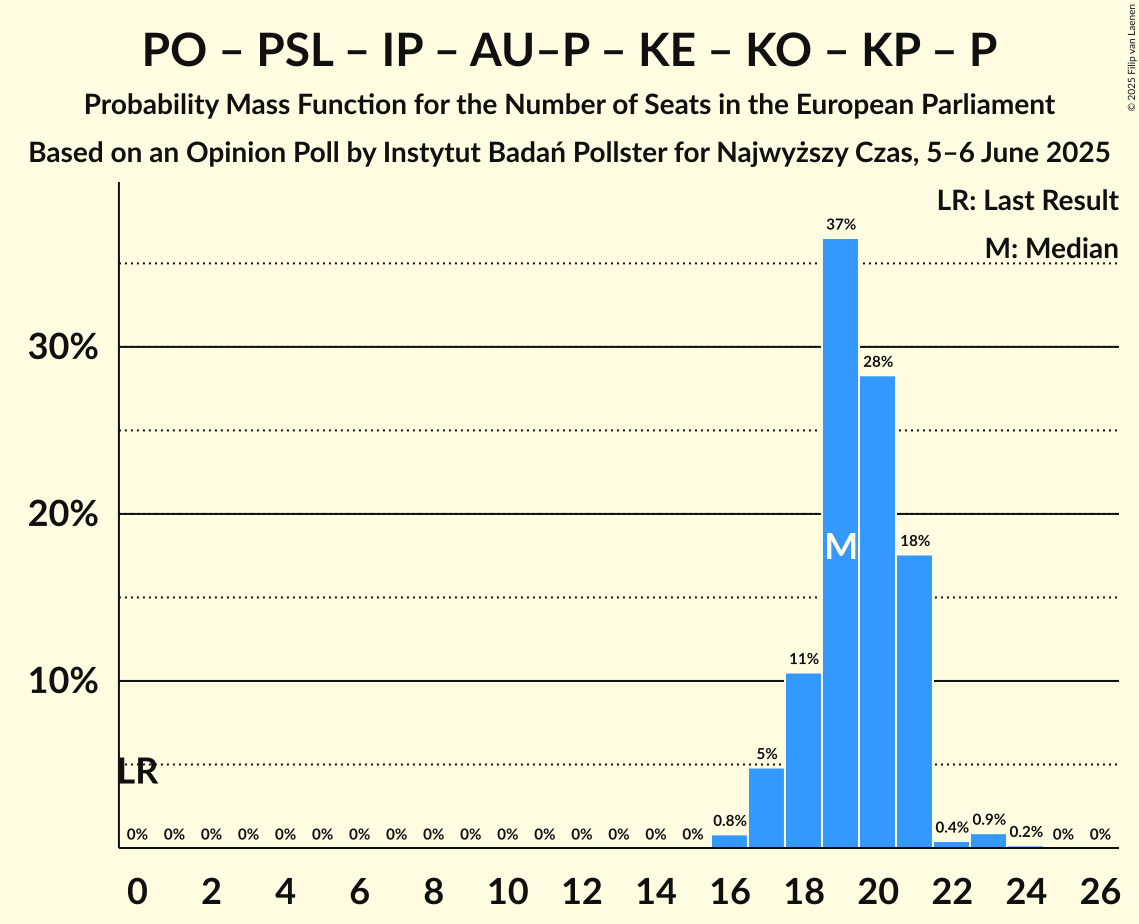 PO – PSL – IP – AU–P – KE – KO – KP – P
Probability Mass Function for the Number of Seats in the European Parliament
Based on an Opinion Poll by Instytut Badań Pollster for Najwyższy Czas, 5–6 June 2025
© 2025 Filip van Laenen
LR: Last Result
M: Median
37%
30%
28%
20%
18%
M
11%
10%
5%
LR
0% 0% 0% 0% 0% 0% 0% 0% 0% 0% 0% 0% 0% 0% 0% 0% 0.8% 0.4% 0.9% 0.2% 0% 0%
0 2 4 6 8 10 12 14 16 18 20 22 24 26